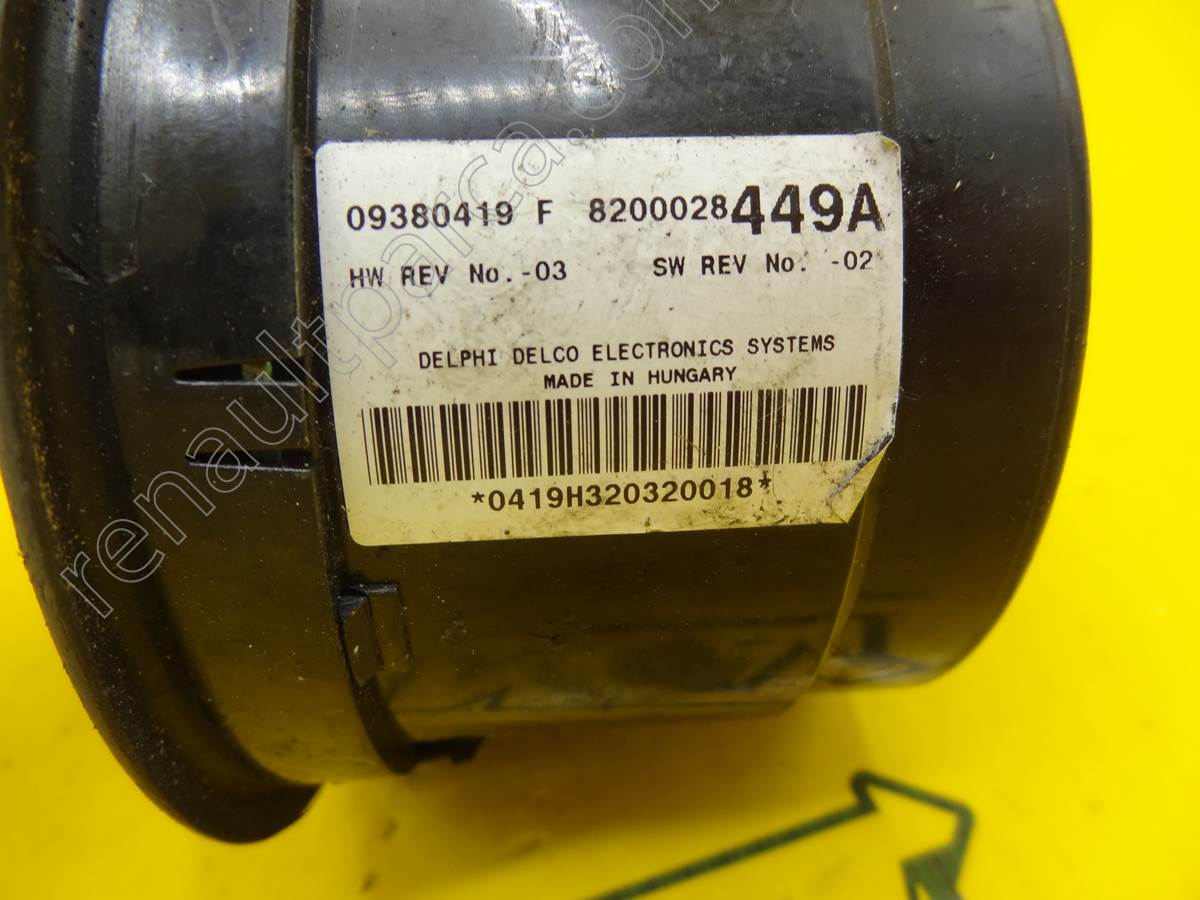 09380419 F 8200028449A
HW REV No.-03 SW REV No. -02
DELPHI DELCO ELECTRONICS SYSTEMS
MADE IN HUNGARY
*0419H320320018*
renaultparca.com